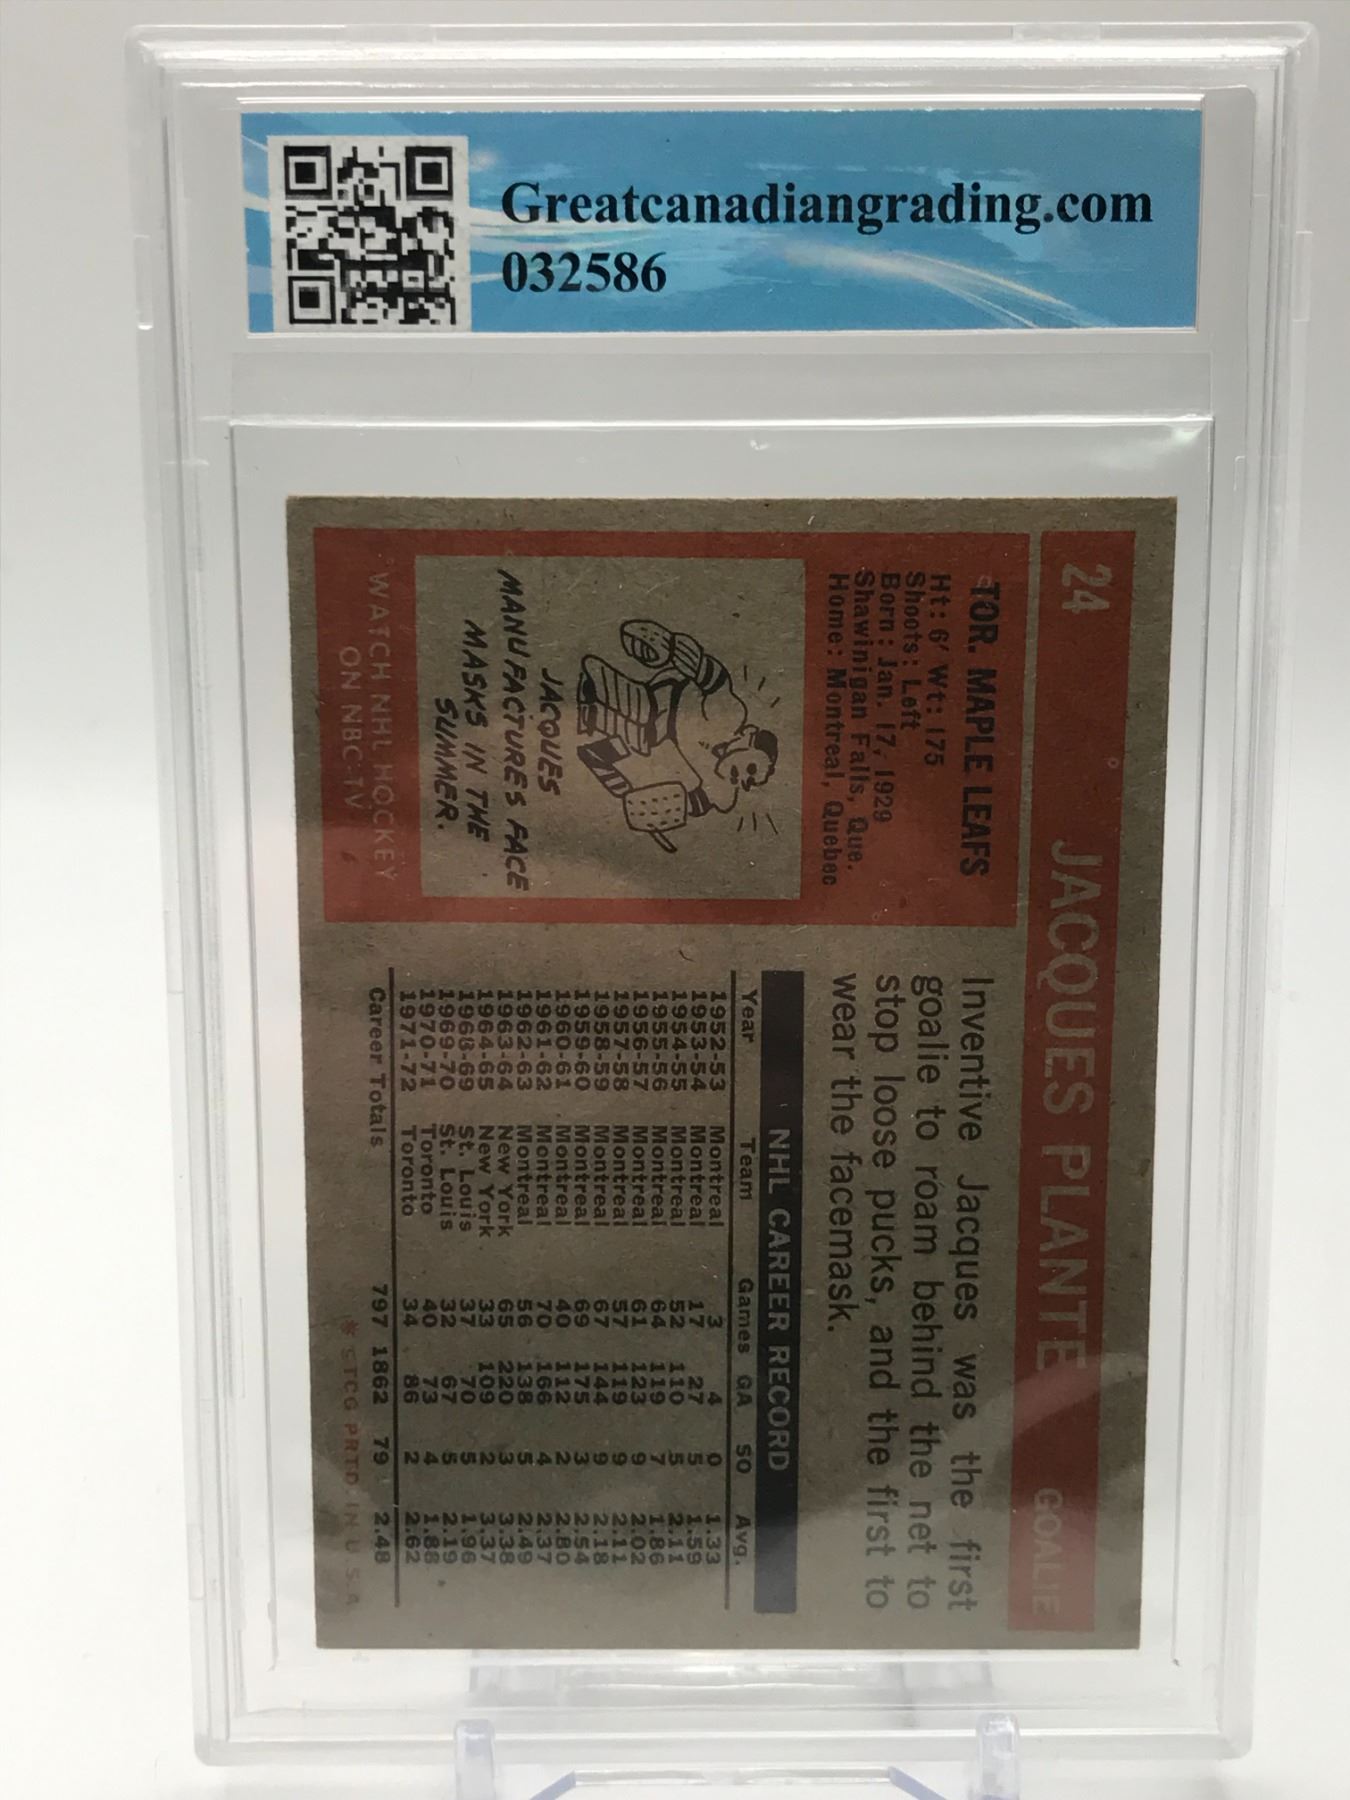 Greatcanadiangrading.com
032586
24 JACQUES PLANTE GOALIE
TOR. MAPLE LEAFS
Ht: 6' Wt: 175
Shoots: Left
Born: Jan. 17, 1929
Shawinigan Falls, Que.
Home: Montreal, Quebec
JACQUES
MANUFACTURES FACE
MASKS IN THE
SUMMER.
WATCH NHL HOCKEY
ON NBC-TV
Inventive Jacques was the first
goalie to roam behind the net to
stop loose pucks, and the first to
wear the facemask.
NHL CAREER RECORD
Year Team Games GA SO Avg.
1952-53 Montreal 3 4 0 1.33
1953-54 Montreal 17 27 5 1.59
1954-55 Montreal 52 110 5 2.11
1955-56 Montreal 64 119 7 1.86
1956-57 Montreal 61 123 9 2.02
1957-58 Montreal 57 119 9 2.11
1958-59 Montreal 67 144 9 2.18
1959-60 Montreal 69 175 3 2.54
1960-61 Montreal 40 112 2 2.80
1961-62 Montreal 70 166 4 2.37
1962-63 Montreal 56 138 5 2.49
1963-64 New York 65 220 3 3.38
1964-65 New York 33 109 2 3.37
1968-69 St. Louis 37 70 5 1.96
1969-70 St. Louis 32 67 5 2.19
1970-71 Toronto 40 73 4 1.88
1971-72 Toronto 34 86 2 2.62
Career Totals 797 1862 79 2.48
* STCG PRTD. IN U.S.A.